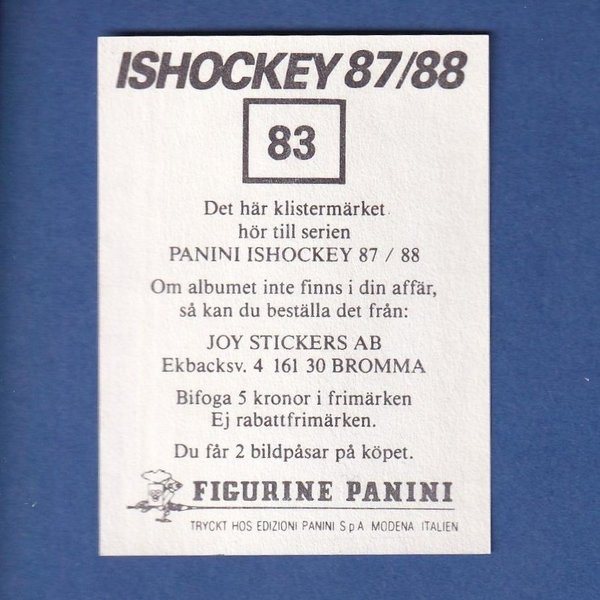 ISHOCKEY 87/88
83
Det här klistermärket
hör till serien
PANINI ISHOCKEY 87 / 88
Om albumet inte finns i din affär,
så kan du beställa det från:
JOY STICKERS AB
Ekbacksv. 4 161 30 BROMMA
Bifoga 5 kronor i frimärken
Ej rabattfrimärken.
Du får 2 bildpåsar på köpet.
FIGURINE PANINI
TRYCKT HOS EDIZIONI PANINI S p A MODENA ITALIEN